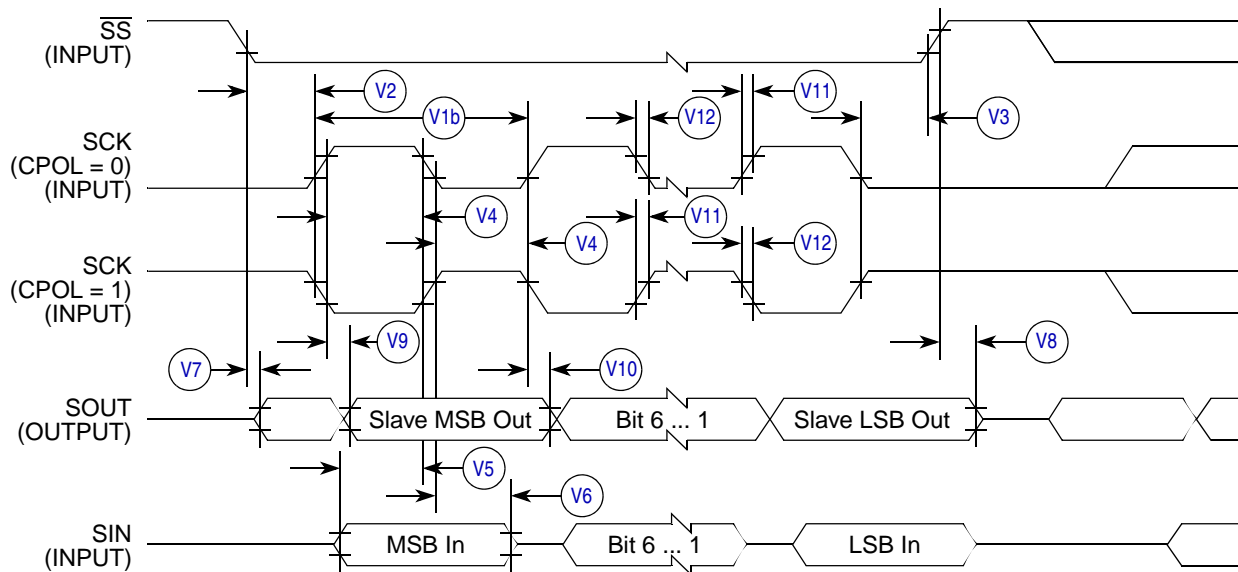 SS
(INPUT)
V2
V11
V1b
V12
V3
SCK
(CPOL = 0)
(INPUT)
V4
V11
V4
V12
SCK
(CPOL = 1)
(INPUT)
V9
V8
V7
V10
SOUT
(OUTPUT)
Slave MSB Out
Bit 6 ... 1
Slave LSB Out
V5
V6
SIN
(INPUT)
MSB In
Bit 6 ... 1
LSB In